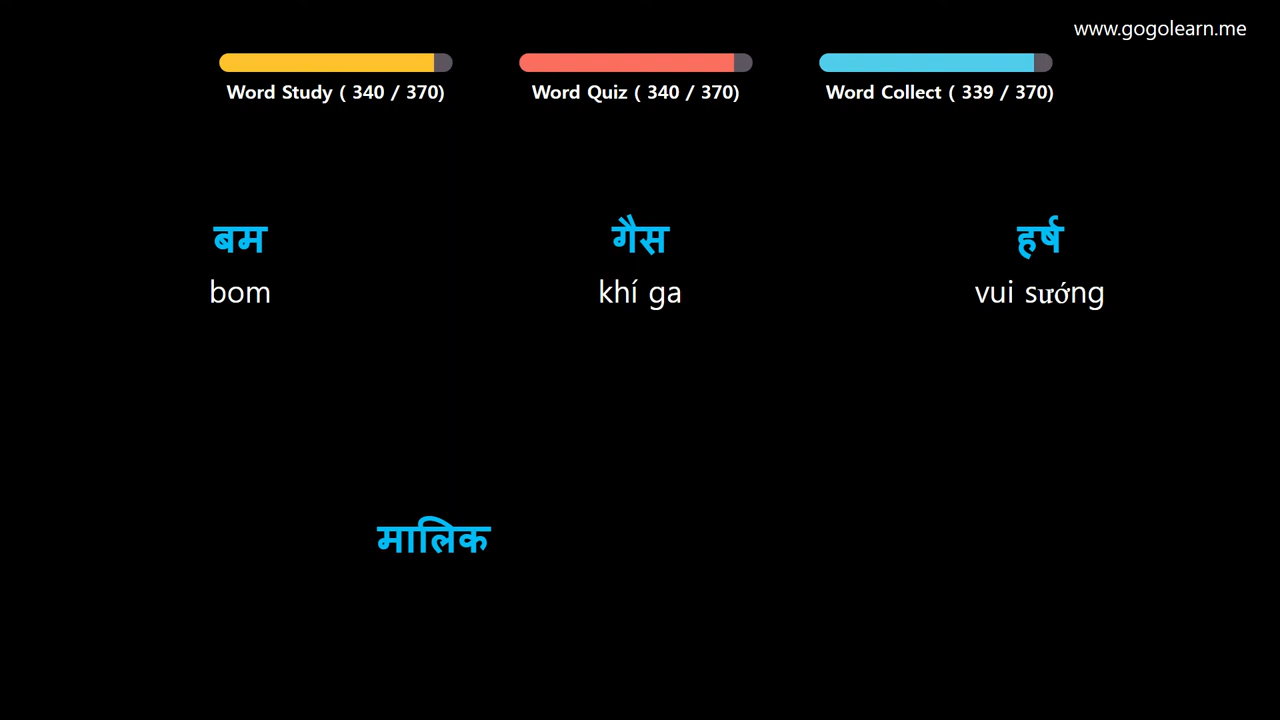 www.gogolearn.me
Word Study ( 340 / 370)
Word Quiz ( 340 / 370)
Word Collect ( 339 / 370)
बम
गैस
हर्ष
bom
khí ga
vui sướng
मालिक